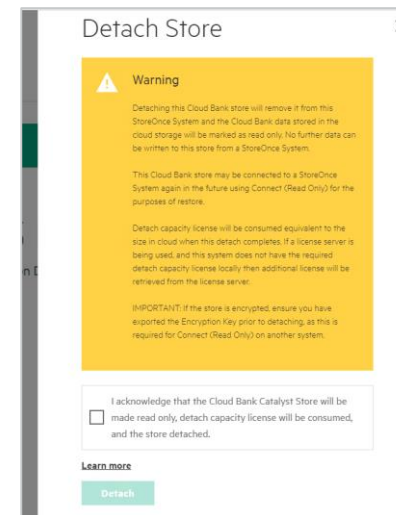 Detach Store
Warning
Detaching this Cloud Bank store will remove it from this
StoreOnce System and the Cloud Bank data stored in the
cloud storage will be marked as read only. No further data can
be written to this store from a StoreOnce System.
This Cloud Bank store may be connected to a StoreOnce
System again in the future using Connect (Read Only) for the
purposes of restore.
Detach capacity license will be consumed equivalent to the
size in cloud when this detach completes. If a license server is
being used, and this system does not have the required
detach capacity license locally then additional license will be
retrieved from the license server.
IMPORTANT: If the store is encrypted, ensure you have
exported the Encryption Key prior to detaching, as this is
required for Connect (Read Only) on another system.
I acknowledge that the Cloud Bank Catalyst Store will be
made read only, detach capacity license will be consumed,
and the store detached.
Learn more
Detach